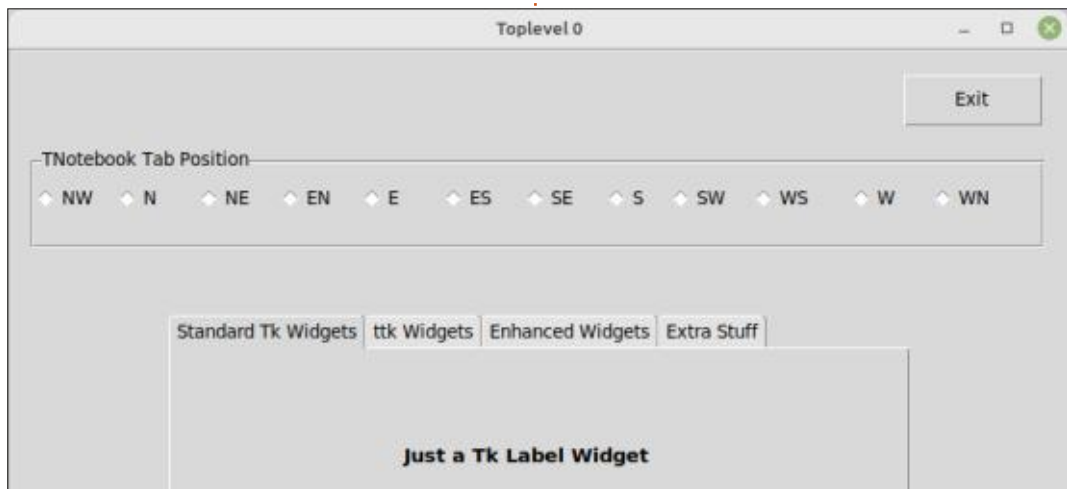 Toplevel 0
Exit
TNotebook Tab Position
NW N NE EN E ES SE S SW WS W WN
Standard Tk Widgets ttk Widgets Enhanced Widgets Extra Stuff
Just a Tk Label Widget